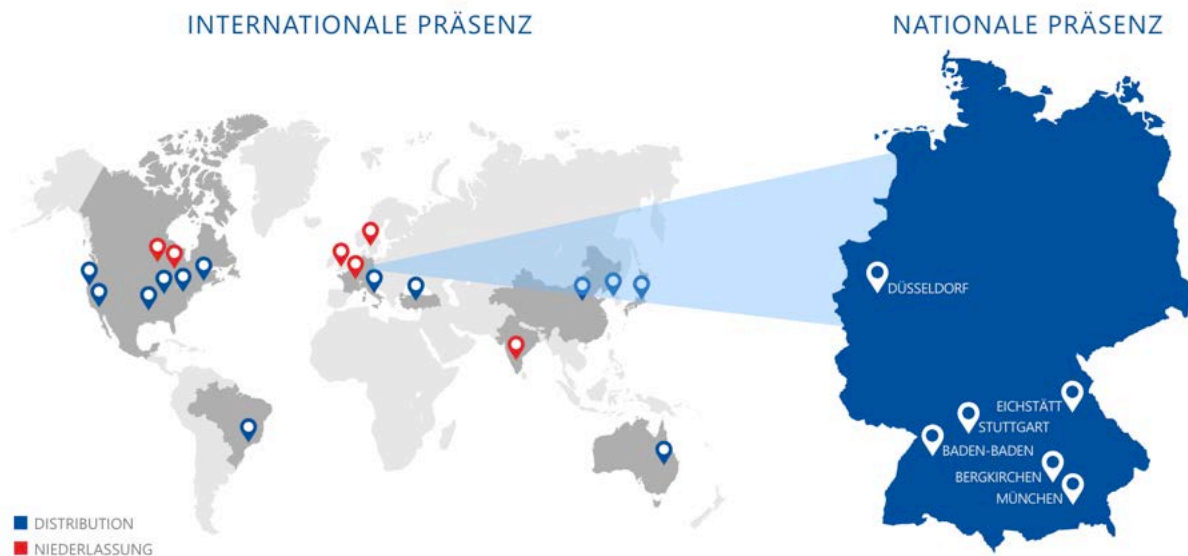 INTERNATIONALE PRÄSENZ
NATIONALE PRÄSENZ
DÜSSELDORF
EICHSTÄTT
STUTTGART
BADEN-BADEN
BERGKIRCHEN
MÜNCHEN
DISTRIBUTION
NIEDERLASSUNG